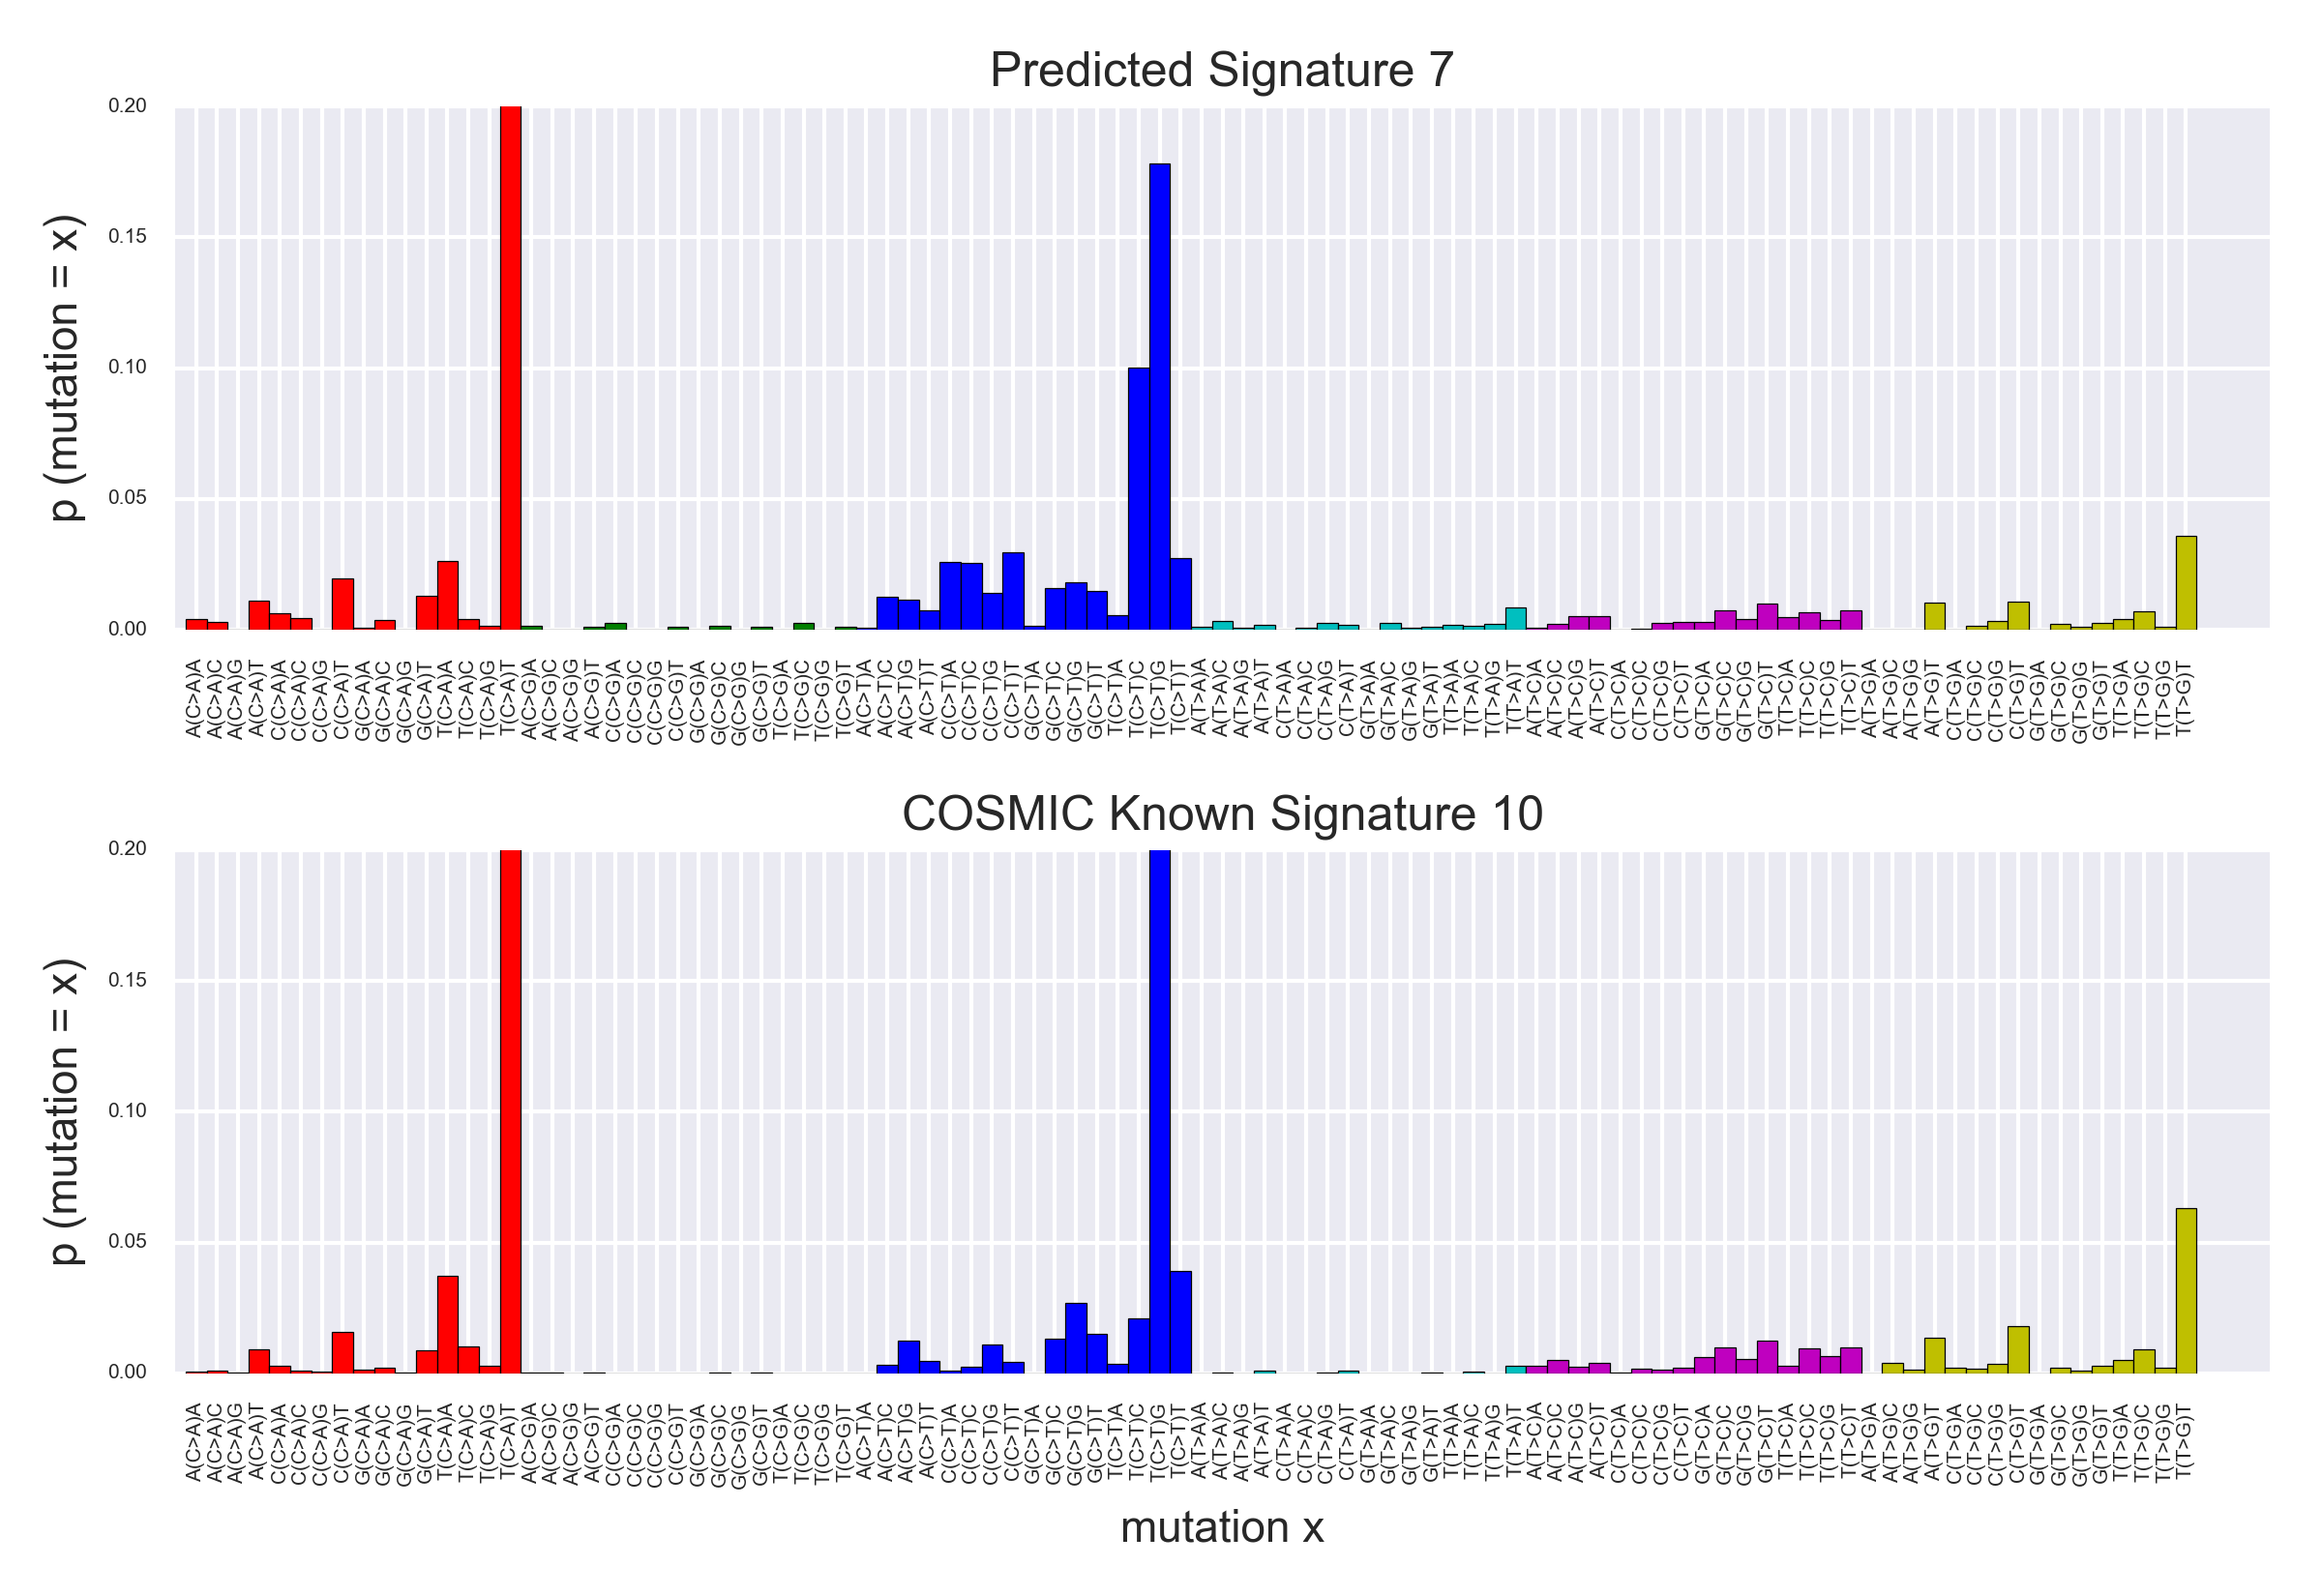 Predicted Signature 7
p (mutation = x)
0.20
0.15
0.10
0.05
0.00
A(C>A)A A(C>A)C A(C>A)G A(C>A)T C(C>A)A C(C>A)C C(C>A)G C(C>A)T G(C>A)A G(C>A)C G(C>A)G G(C>A)T T(C>A)A T(C>A)C T(C>A)G T(C>A)T A(C>G)A A(C>G)C A(C>G)G A(C>G)T C(C>G)A C(C>G)C C(C>G)G C(C>G)T G(C>G)A G(C>G)C G(C>G)G G(C>G)T T(C>G)A T(C>G)C T(C>G)G T(C>G)T A(C>T)A A(C>T)C A(C>T)G A(C>T)T C(C>T)A C(C>T)C C(C>T)G C(C>T)T G(C>T)A G(C>T)C G(C>T)G G(C>T)T T(C>T)A T(C>T)C T(C>T)G T(C>T)T A(T>A)A A(T>A)C A(T>A)G A(T>A)T C(T>A)A C(T>A)C C(T>A)G C(T>A)T G(T>A)A G(T>A)C G(T>A)G G(T>A)T T(T>A)A T(T>A)C T(T>A)G T(T>A)T A(T>C)A A(T>C)C A(T>C)G A(T>C)T C(T>C)A C(T>C)C C(T>C)G C(T>C)T G(T>C)A G(T>C)C G(T>C)G G(T>C)T T(T>C)A T(T>C)C T(T>C)G T(T>C)T A(T>G)A A(T>G)C A(T>G)G A(T>G)T C(T>G)A C(T>G)C C(T>G)G C(T>G)T G(T>G)A G(T>G)C G(T>G)G G(T>G)T T(T>G)A T(T>G)C T(T>G)G T(T>G)T
COSMIC Known Signature 10
p (mutation = x)
0.20
0.15
0.10
0.05
0.00
A(C>A)A A(C>A)C A(C>A)G A(C>A)T C(C>A)A C(C>A)C C(C>A)G C(C>A)T G(C>A)A G(C>A)C G(C>A)G G(C>A)T T(C>A)A T(C>A)C T(C>A)G T(C>A)T A(C>G)A A(C>G)C A(C>G)G A(C>G)T C(C>G)A C(C>G)C C(C>G)G C(C>G)T G(C>G)A G(C>G)C G(C>G)G G(C>G)T T(C>G)A T(C>G)C T(C>G)G T(C>G)T A(C>T)A A(C>T)C A(C>T)G A(C>T)T C(C>T)A C(C>T)C C(C>T)G C(C>T)T G(C>T)A G(C>T)C G(C>T)G G(C>T)T T(C>T)A T(C>T)C T(C>T)G T(C>T)T A(T>A)A A(T>A)C A(T>A)G A(T>A)T C(T>A)A C(T>A)C C(T>A)G C(T>A)T G(T>A)A G(T>A)C G(T>A)G G(T>A)T T(T>A)A T(T>A)C T(T>A)G T(T>A)T A(T>C)A A(T>C)C A(T>C)G A(T>C)T C(T>C)A C(T>C)C C(T>C)G C(T>C)T G(T>C)A G(T>C)C G(T>C)G G(T>C)T T(T>C)A T(T>C)C T(T>C)G T(T>C)T A(T>G)A A(T>G)C A(T>G)G A(T>G)T C(T>G)A C(T>G)C C(T>G)G C(T>G)T G(T>G)A G(T>G)C G(T>G)G G(T>G)T T(T>G)A T(T>G)C T(T>G)G T(T>G)T
mutation x